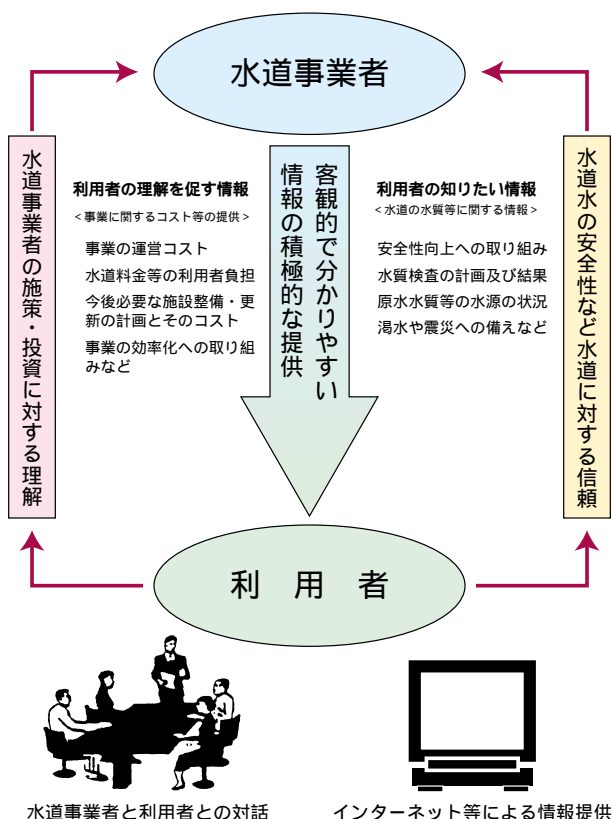 水道事業者
水道事業者の施策・投資に対する理解
利用者の理解を促す情報
<事業に関するコスト等の提供>
事業の運営コスト
水道料金等の利用者負担
今後必要な施設整備・更
新の計画とそのコスト
事業の効率化への取り組
みなど
客観的で分かりやすい
情報の積極的な提供
利用者の知りたい情報
<水道の水質等に関する情報>
安全性向上への取り組み
水質検査の計画及び結果
原水水質等の水源の状況
渇水や震災への備えなど
水道水の安全性など水道に対する信頼
利 用 者
水道事業者と利用者との対話
インターネット等による情報提供